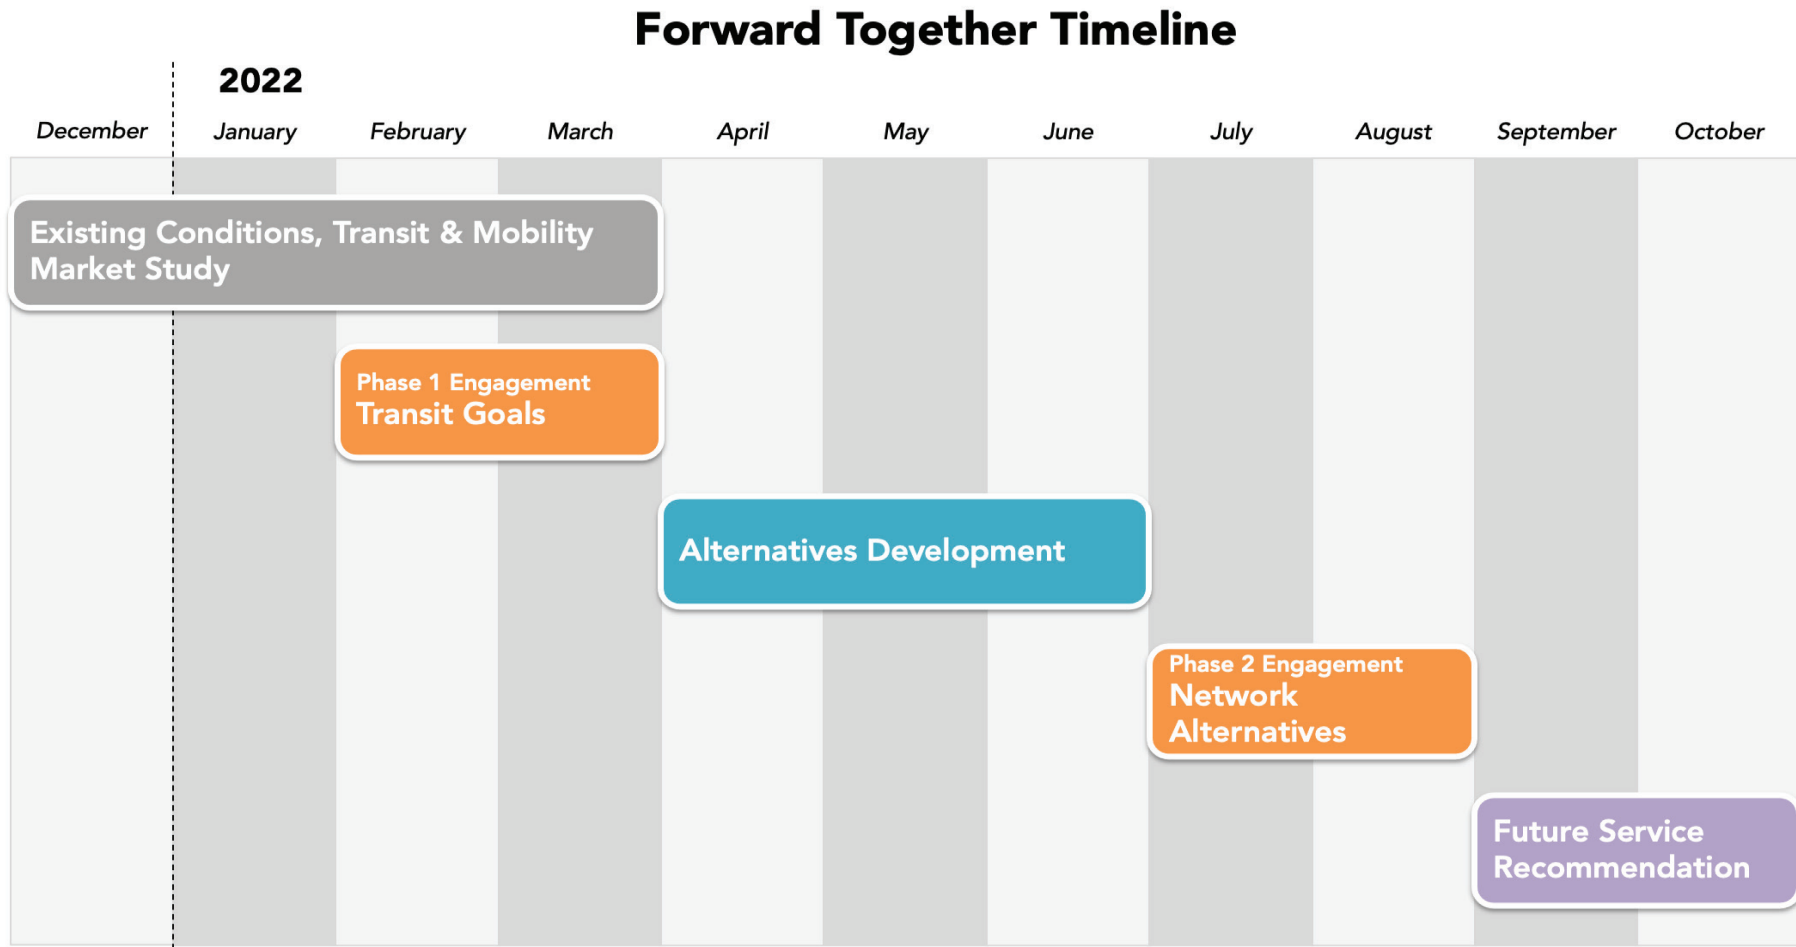 Forward Together Timeline
2022
December January February March April May June July August September October
Existing Conditions, Transit & Mobility
Market Study
Phase 1 Engagement
Transit Goals
Alternatives Development
Phase 2 Engagement
Network
Alternatives
Future Service
Recommendation